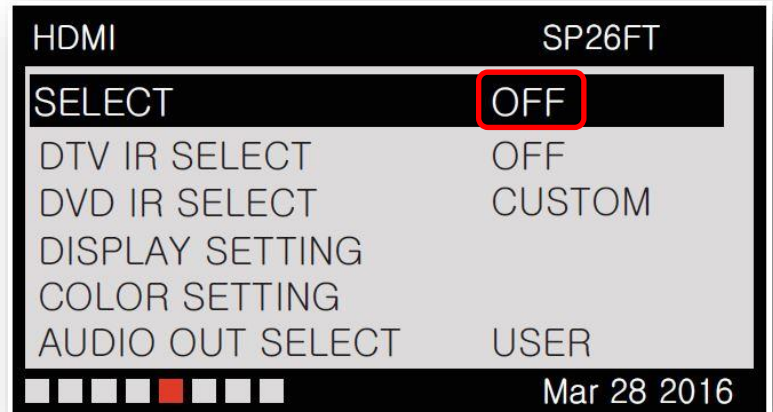 HDMI SP26FT
SELECT OFF
DTV IR SELECT OFF
DVD IR SELECT CUSTOM
DISPLAY SETTING
COLOR SETTING
AUDIO OUT SELECT USER
Mar 28 2016